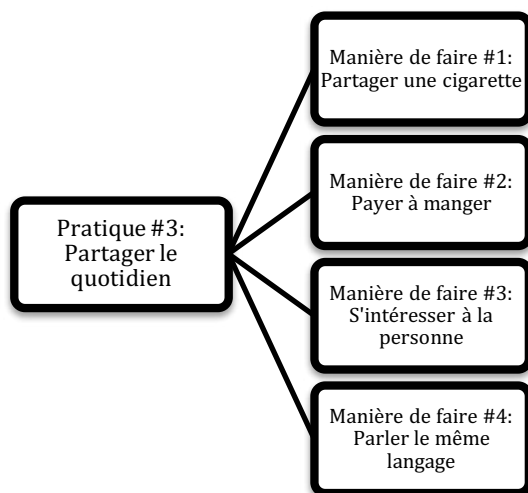 Pratique #3:
Partager le
quotidien
Manière de faire #1:
Partager une cigarette
Manière de faire #2:
Payer à manger
Manière de faire #3:
S'intéresser à la
personne
Manière de faire #4:
Parler le même
langage